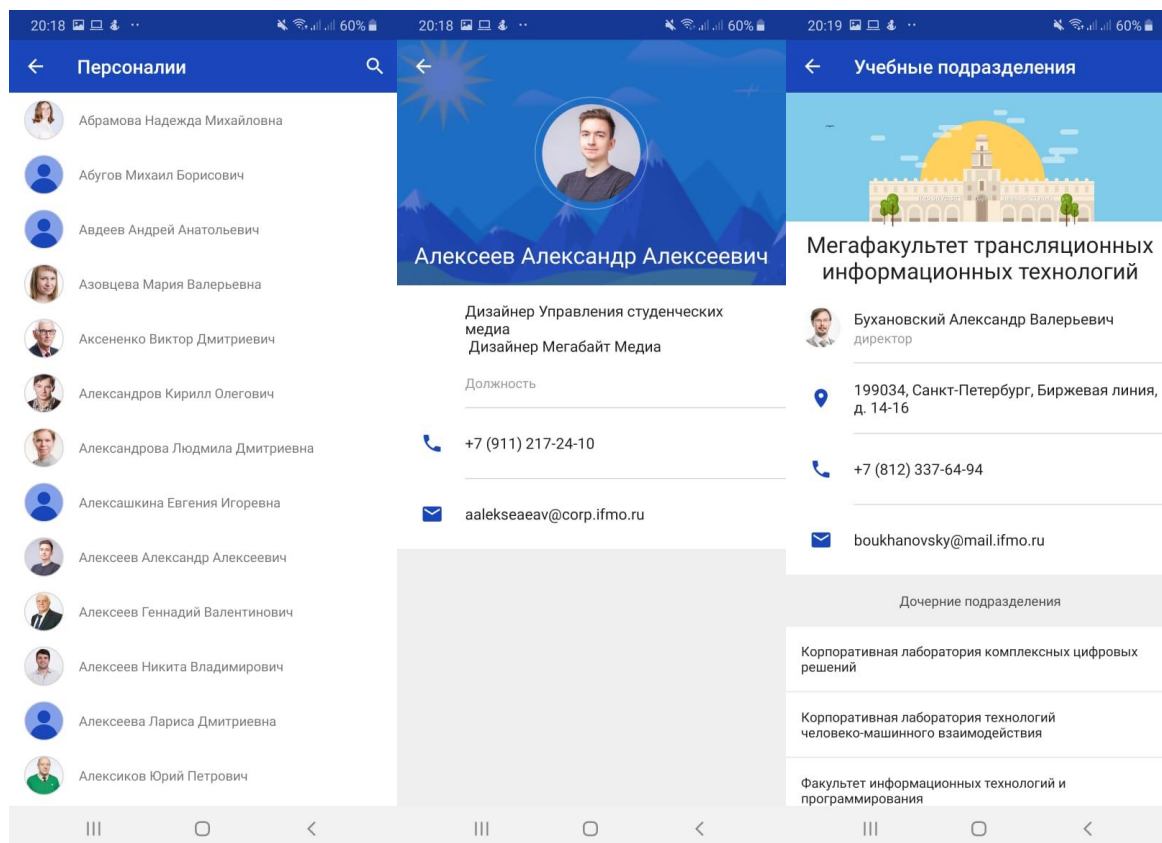 20:18
60%
Персоналии
Абрамова Надежда Михайловна
Абугов Михаил Борисович
Авдеев Андрей Анатольевич
Азовцева Мария Валерьевна
Аксененко Виктор Дмитриевич
Александров Кирилл Олегович
Александрова Людмила Дмитриевна
Алексашкина Евгения Игоревна
Алексеев Александр Алексеевич
Алексеев Геннадий Валентинович
Алексеев Никита Владимирович
Алексеева Лариса Дмитриевна
Алексиков Юрий Петрович
20:18
60%
Алексеев Александр Алексеевич
Дизайнер Управления студенческих
медиа
Дизайнер Мегабайт Медиа
Должность
+7 (911) 217-24-10
aalekseaeav@corp.ifmo.ru
20:19
60%
Учебные подразделения
Мегафакультет трансляционных
информационных технологий
Бухановский Александр Валерьевич
директор
199034, Санкт-Петербург, Биржевая линия,
д. 14-16
+7 (812) 337-64-94
boukhanovsky@mail.ifmo.ru
Дочерние подразделения
Корпоративная лаборатория комплексных цифровых
решений
Корпоративная лаборатория технологий
человеко-машинного взаимодействия
Факультет информационных технологий и
программирования